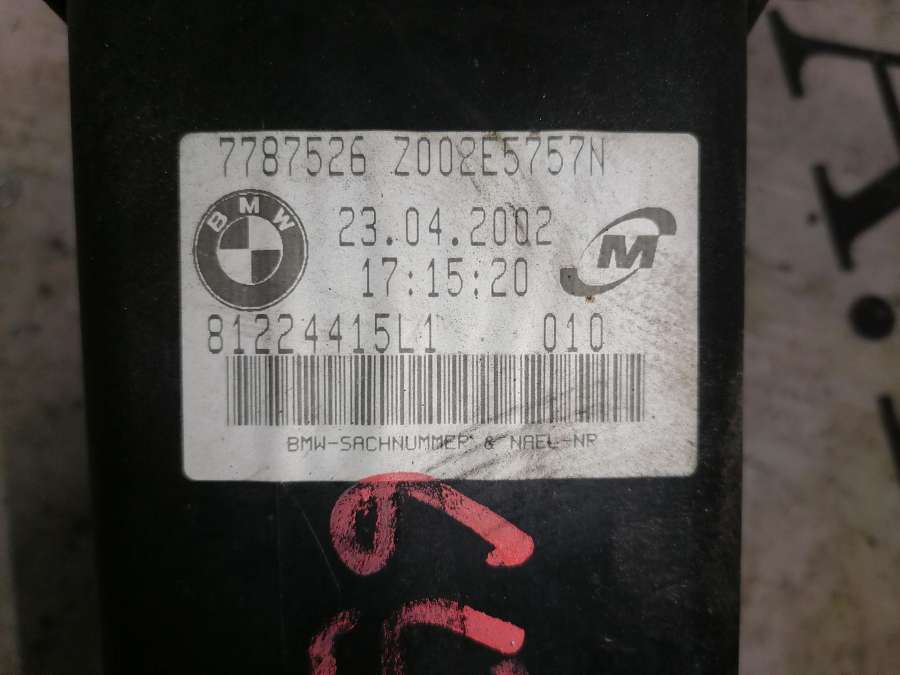 7787526 Z002E5757N
BMW
23.04.2002
M
17:15:20
81224415L1 010
BMW-SACHNUMMER & NAEL-NR